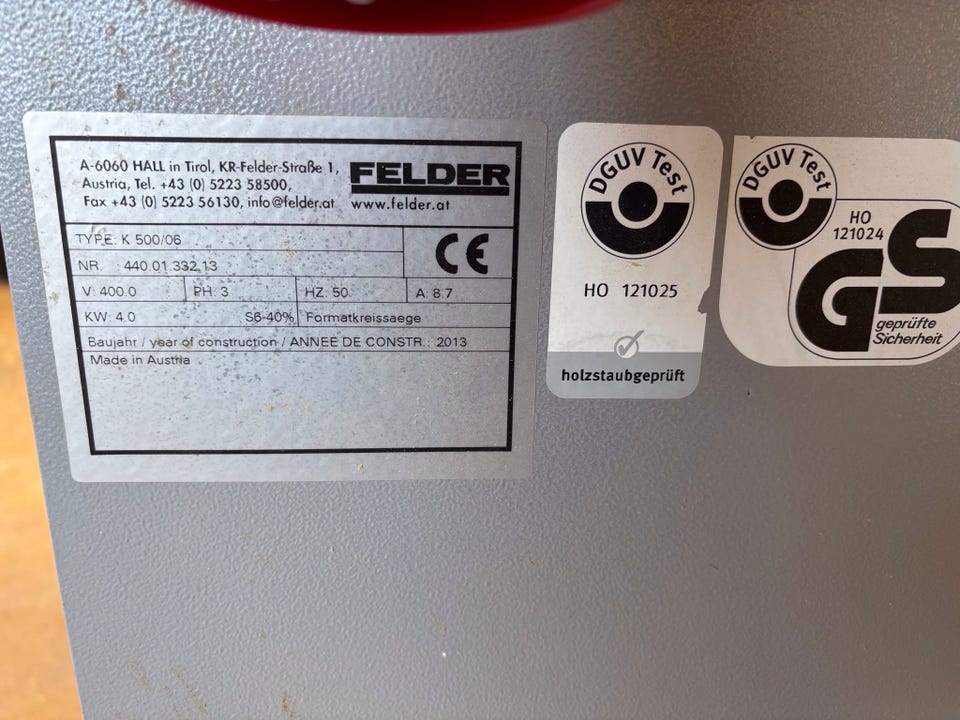 A-6060 HALL in Tirol, KR-Felder-Straße 1,
Austria, Tel. +43 (0) 5223 58500,
Fax +43 (0) 5223 56130, info@felder.at
FELDER
www.felder.at
TYPE: K 500/06
NR. 440.01.332.13
CE
V: 400.0 PH: 3 HZ: 50 A: 8.7
KW: 4.0 S6-40% Formatkreissaege
Baujahr / year of construction / ANNEE DE CONSTR.: 2013
Made in Austria
DGUV Test
HO 121025
holzstaubgeprüft
DGUV Test
HO
121024
GS
geprüfte
Sicherheit